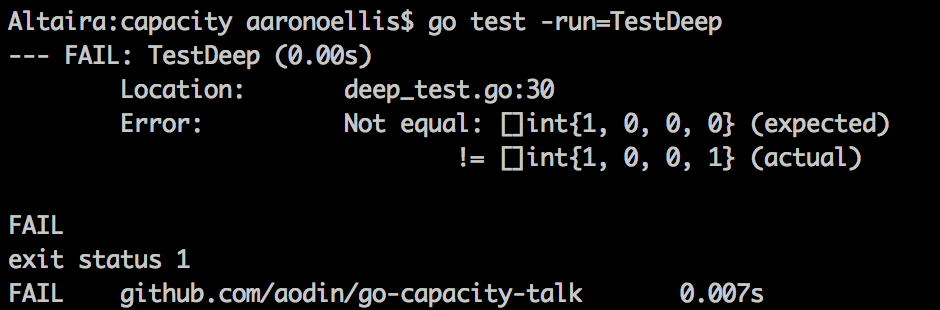 Altaira:capacity aaronoellis$ go test -run=TestDeep
--- FAIL: TestDeep (0.00s)
        Location:       deep_test.go:30
        Error:          Not equal: []int{1, 0, 0, 0} (expected)
                                != []int{1, 0, 0, 1} (actual)

FAIL
exit status 1
FAIL    github.com/aodin/go-capacity-talk       0.007s